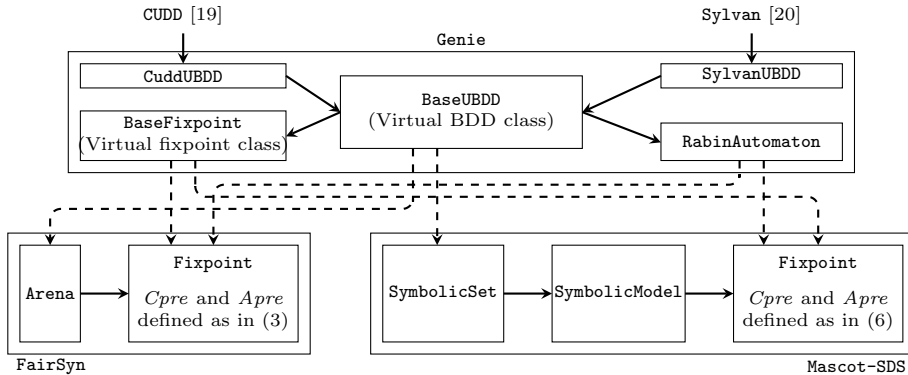 CUDD [19]
Sylvan [20]
Genie
CuddUBDD
SylvanUBDD
BaseUBDD
(Virtual BDD class)
BaseFixpoint
(Virtual fixpoint class)
RabinAutomaton
Arena
Fixpoint
Cpre and Apre
defined as in (3)
SymbolicSet
SymbolicModel
Fixpoint
Cpre and Apre
defined as in (6)
FairSyn
Mascot-SDS